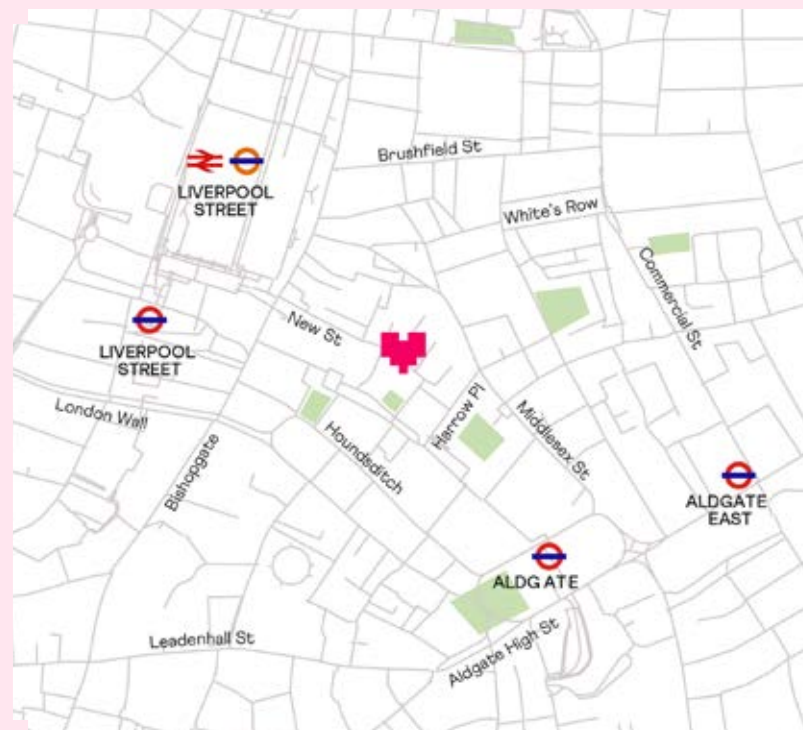 Brushfield St
LIVERPOOL
STREET
White's Row
Commercial St
New St
LIVERPOOL
STREET
London Wall
Harrow Pl
Middlesex St
Houndsditch
Bishopgate
ALDGATE
EAST
ALDGATE
Leadenhall St
Aldgate High St